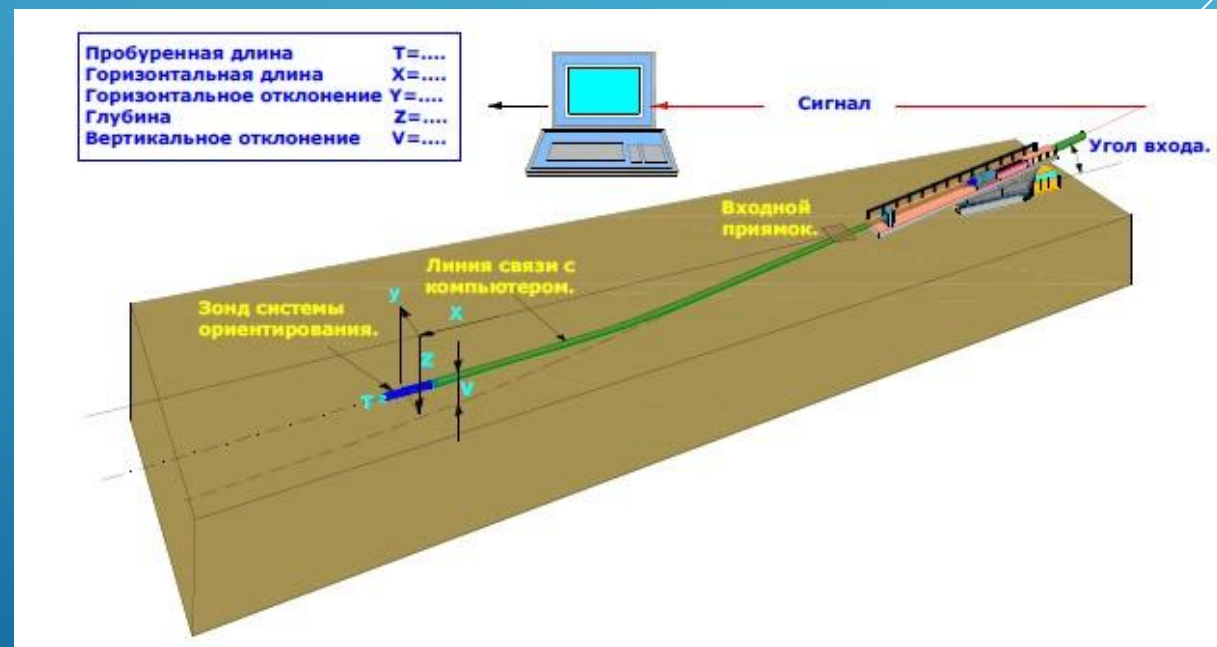 Пробуренная длина T=....
Горизонтальная длина X=....
Горизонтальное отклонение Y=....
Глубина Z=....
Вертикальное отклонение V=....
Сигнал
Угол входа.
Входной
приямок.
Линия связи с
компьютером.
Зонд системы
ориентирования.
y
X
Z
V
T